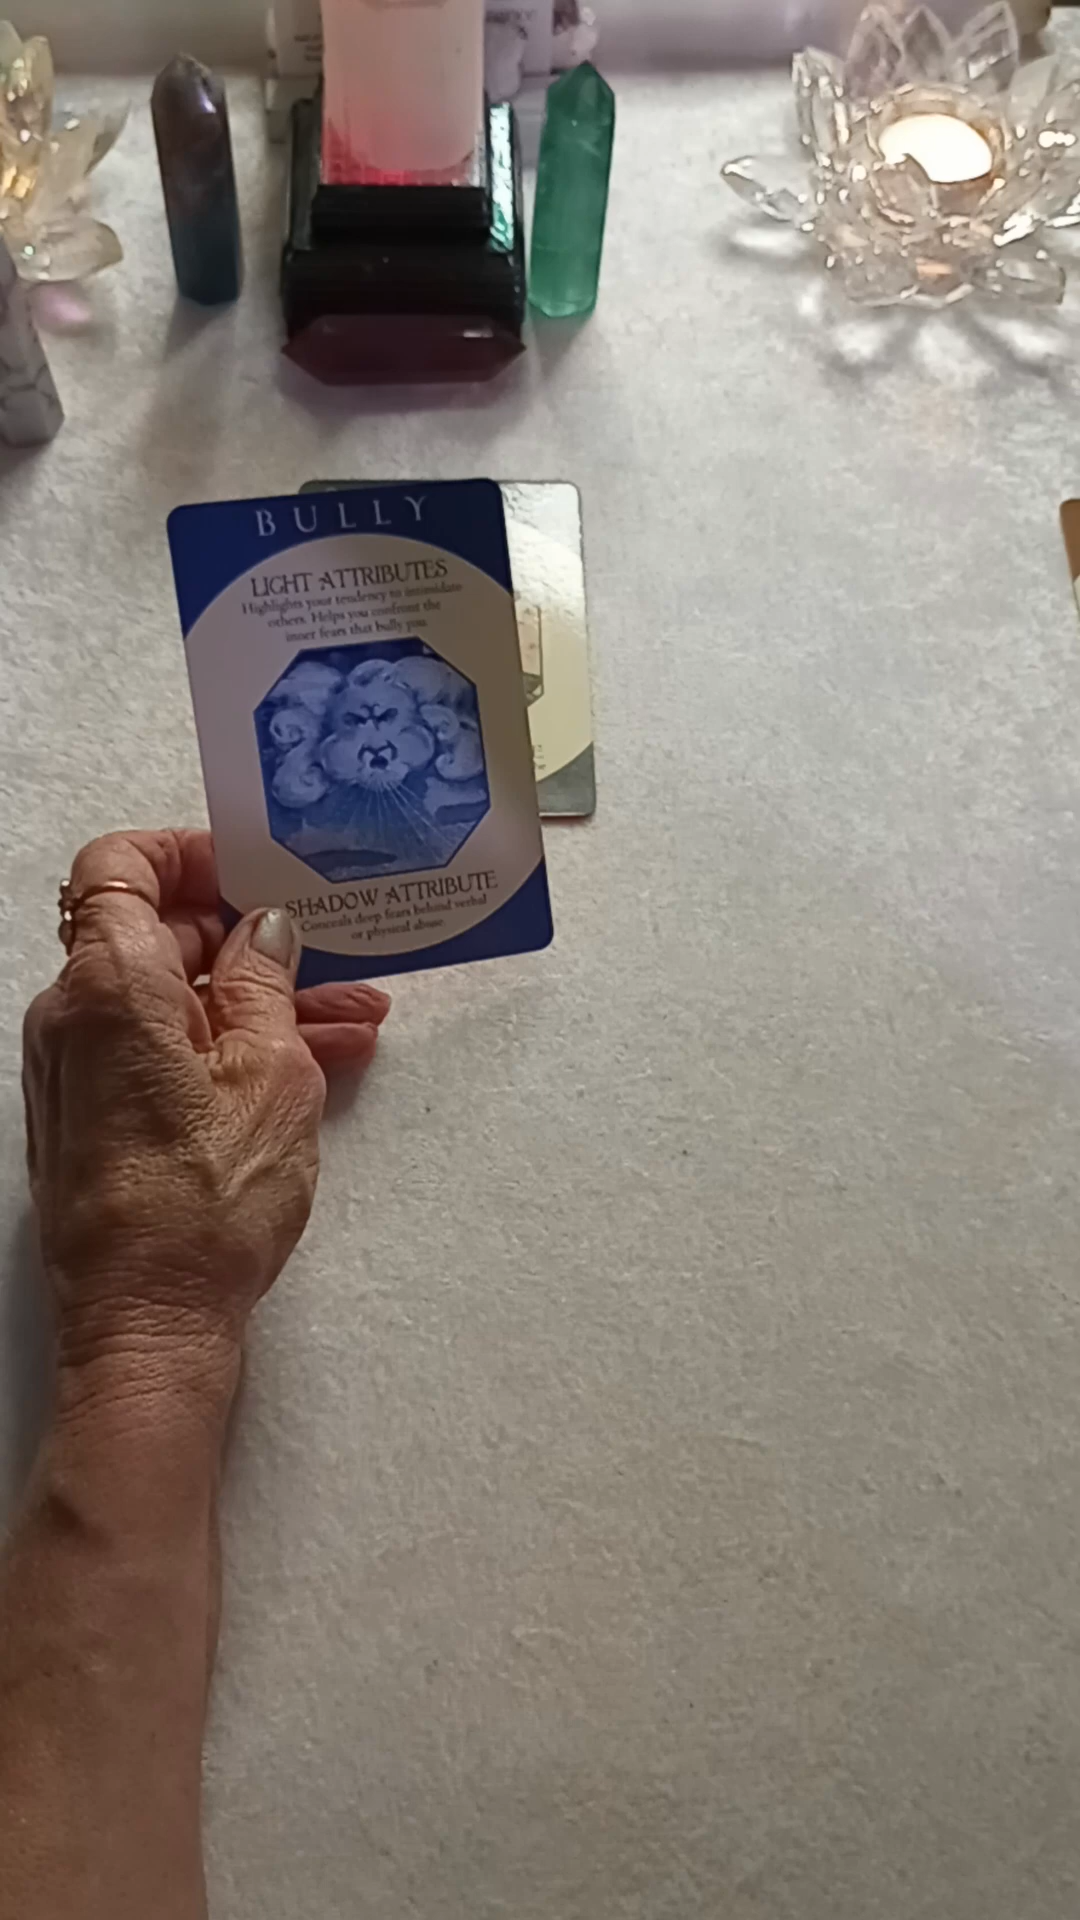 BULLY
LIGHT ATTRIBUTES
Highlights your tendency to intimidate
others. Helps you confront the
inner fears that bully you.
SHADOW ATTRIBUTE
Conceals deep fears behind verbal
or physical abuse.